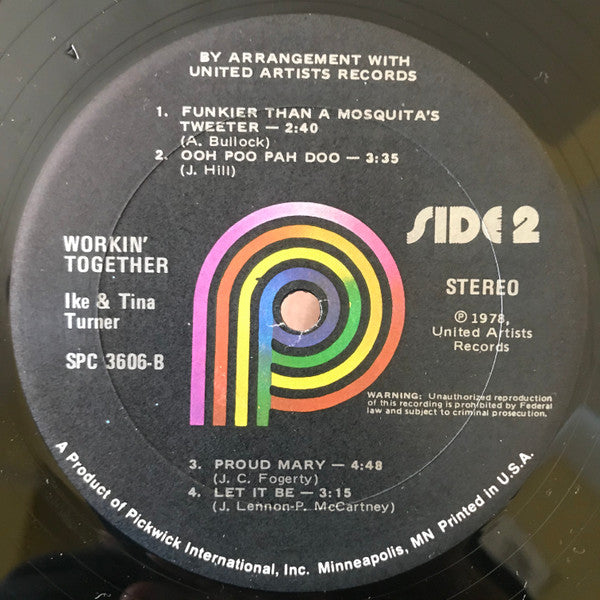 BY ARRANGEMENT WITH
UNITED ARTISTS RECORDS
1. FUNKIER THAN A MOSQUITA'S
TWEETER — 2:40
(A. Bullock)
2. OOH POO PAH DOO — 3:35
(J. Hill)
WORKIN'
TOGETHER
Ike & Tina
Turner
SPC 3606-B
SIDE 2
STEREO
℗ 1978,
United Artists
Records
WARNING: Unauthorized reproduction
of this recording is prohibited by Federal
law and subject to criminal prosecution.
3. PROUD MARY — 4:48
(J. C. Fogerty)
4. LET IT BE — 3:15
(J. Lennon-P. McCartney)
A Product of Pickwick International, Inc. Minneapolis, MN Printed in U.S.A.